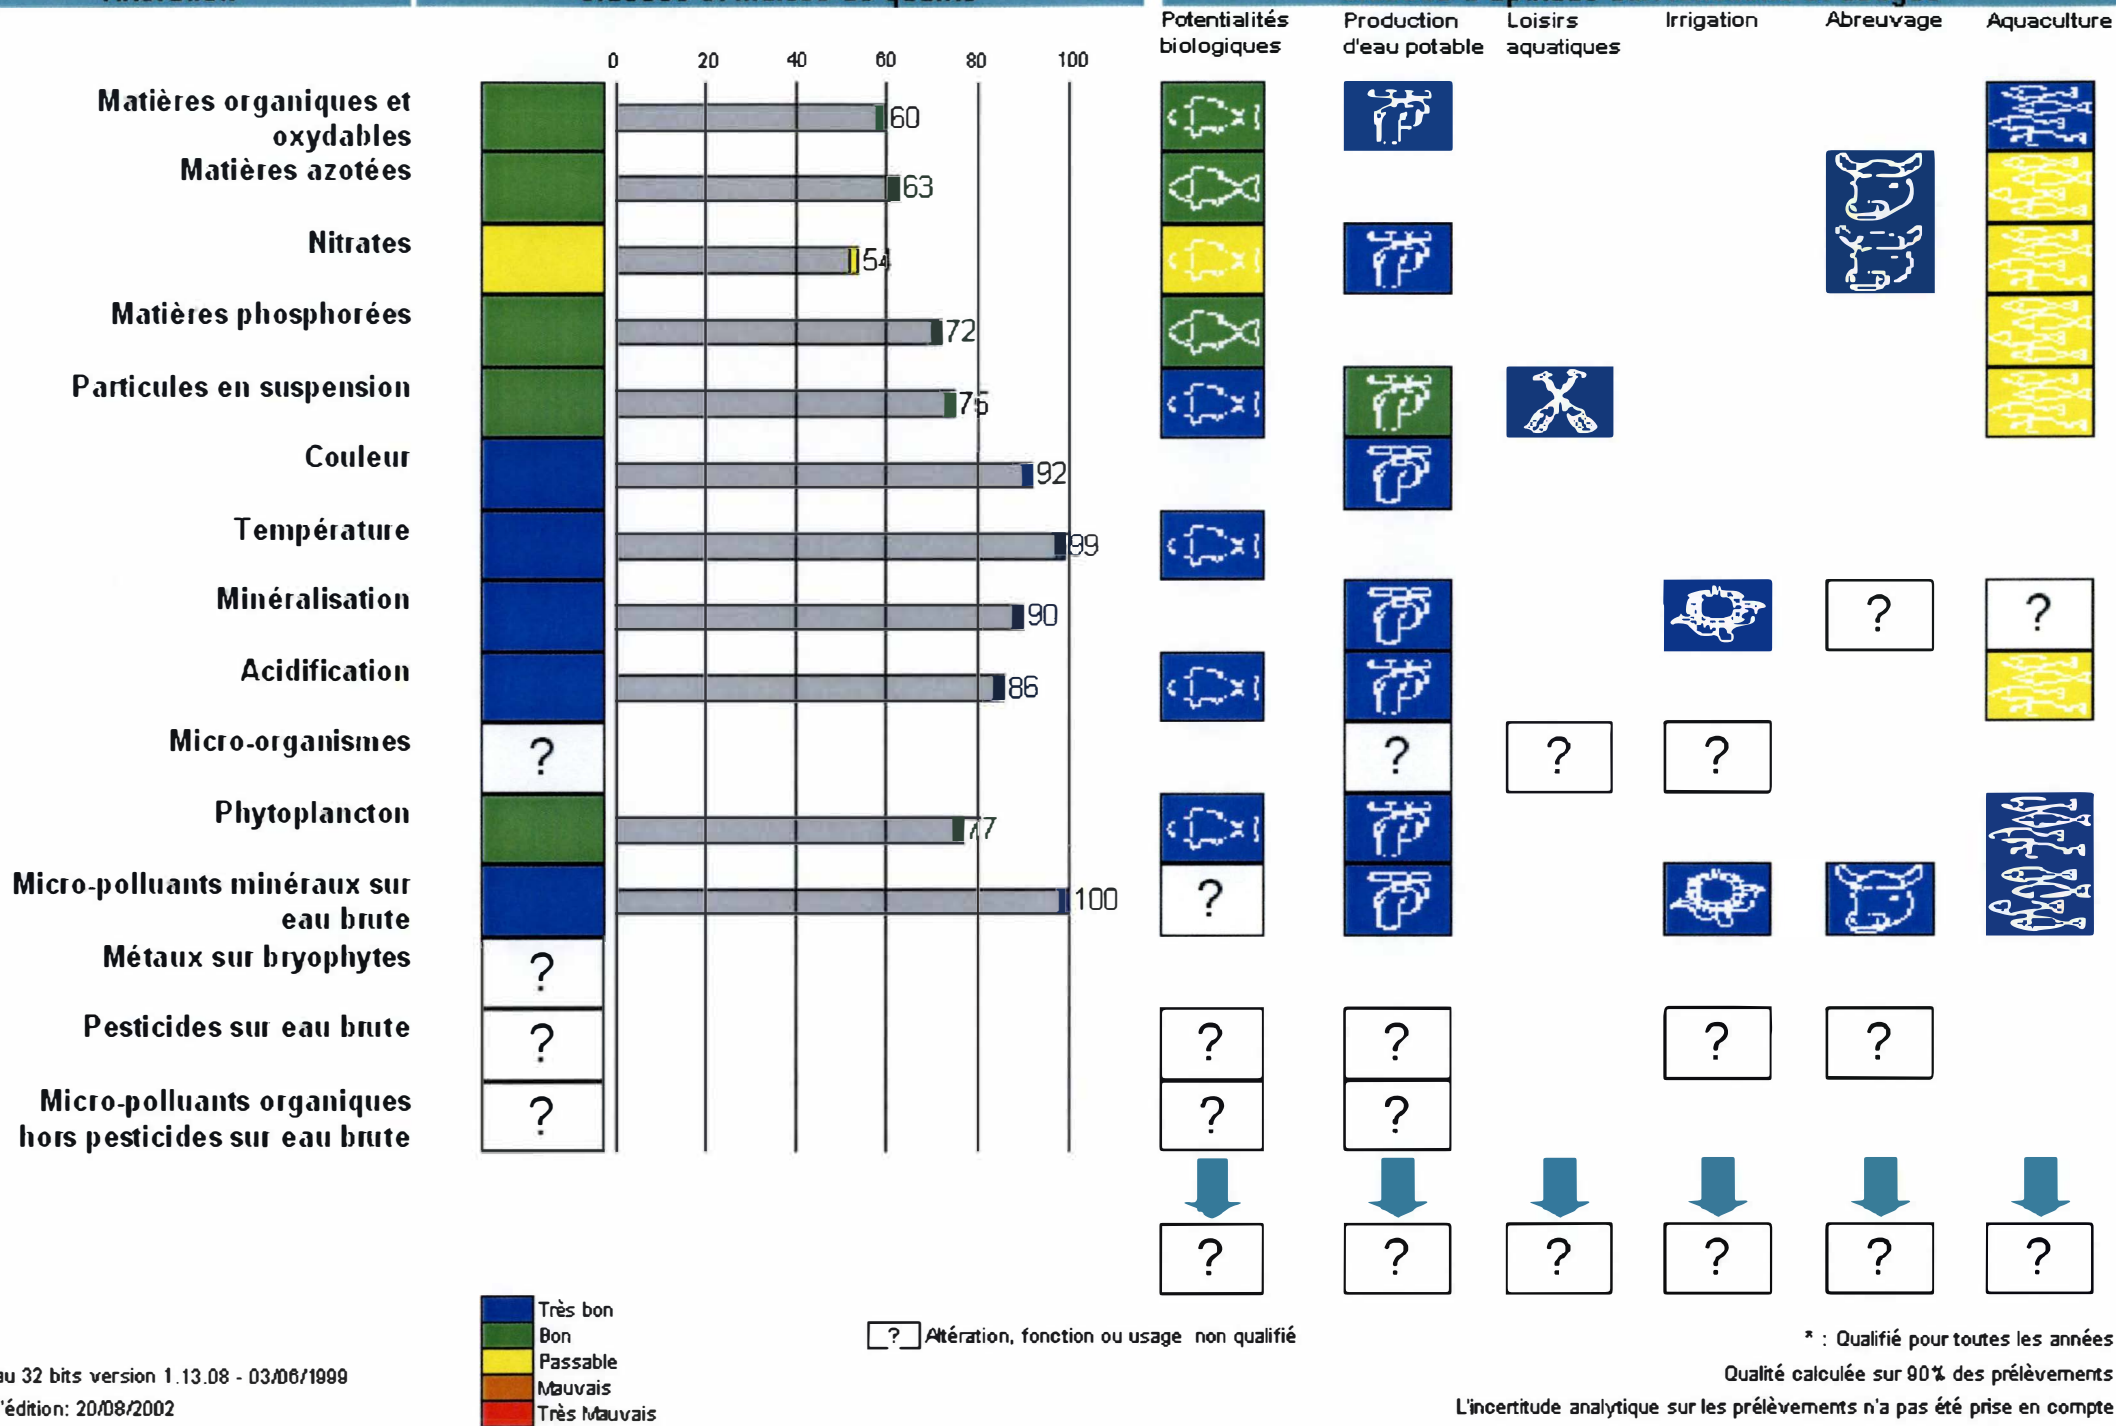 Potentialités Production Loisirs Irrigation Abreuvage Aquaculture
biologiques d'eau potable aquatiques
0 20 40 60 80 100
Matières organiques et
oxydables
60
Matières azotées
63
Nitrates
54
Matières phosphorées
72
Particules en suspension
75
Couleur
92
Température
99
Minéralisation
90 ? ?
Acidification
86
Micro-organismes
? ? ? ?
Phytoplancton
77
Micro-polluants minéraux sur
eau brute
100 ?
Métaux sur bryophytes
?
Pesticides sur eau brute
? ? ? ? ?
Micro-polluants organiques
hors pesticides sur eau brute
? ? ?
? ? ? ? ? ?
Très bon
Bon
Passable
Mauvais
Très Mauvais
? Altération, fonction ou usage non qualifié
* : Qualifié pour toutes les années
Qualité calculée sur 90% des prélèvements
L'incertitude analytique sur les prélèvements n'a pas été prise en compte
au 32 bits version 1.13.08 - 03/06/1999
'édition: 20/08/2002